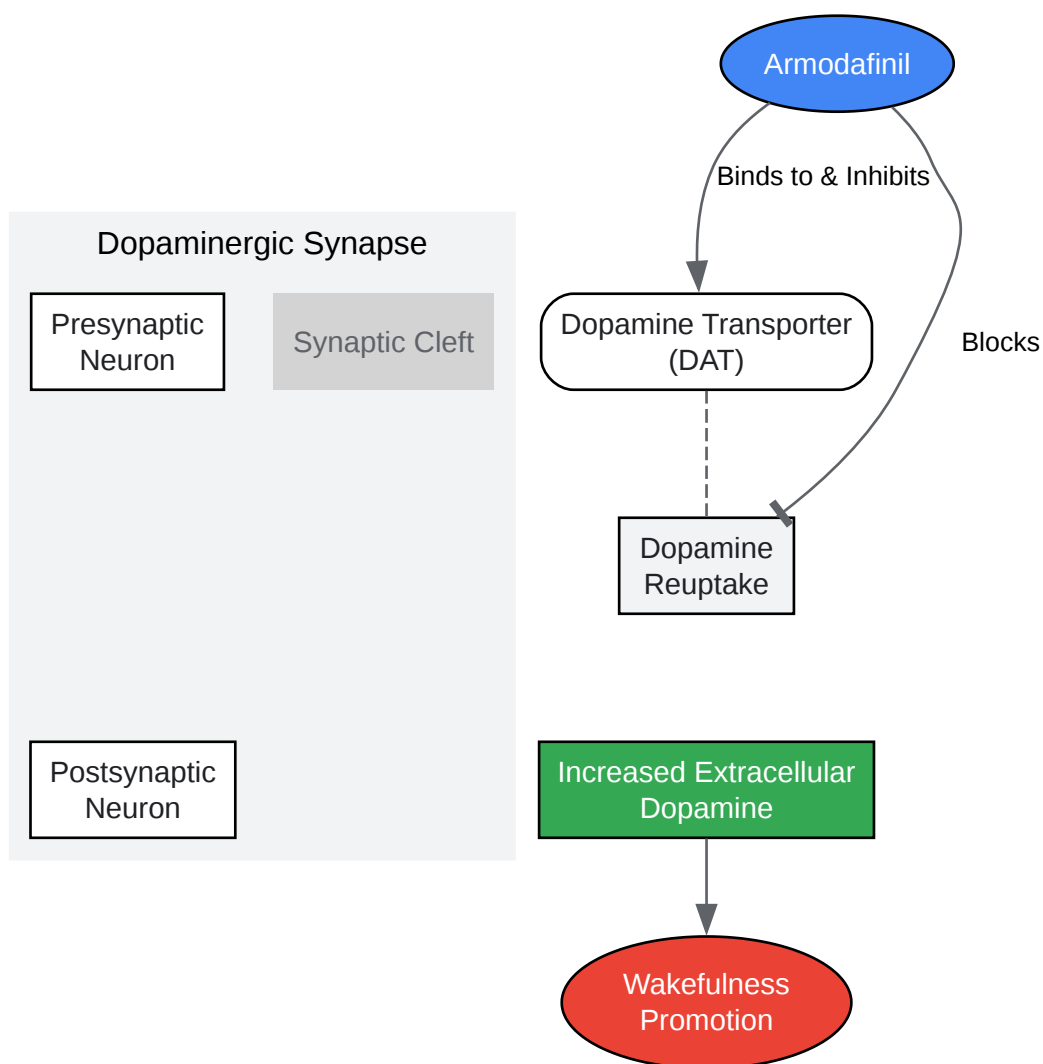 Armodafinil
Binds to & Inhibits
Dopaminergic Synapse
Presynaptic
Neuron
Synaptic Cleft
Dopamine Transporter
(DAT)
Blocks
Dopamine
Reuptake
Postsynaptic
Neuron
Increased Extracellular
Dopamine
Wakefulness
Promotion